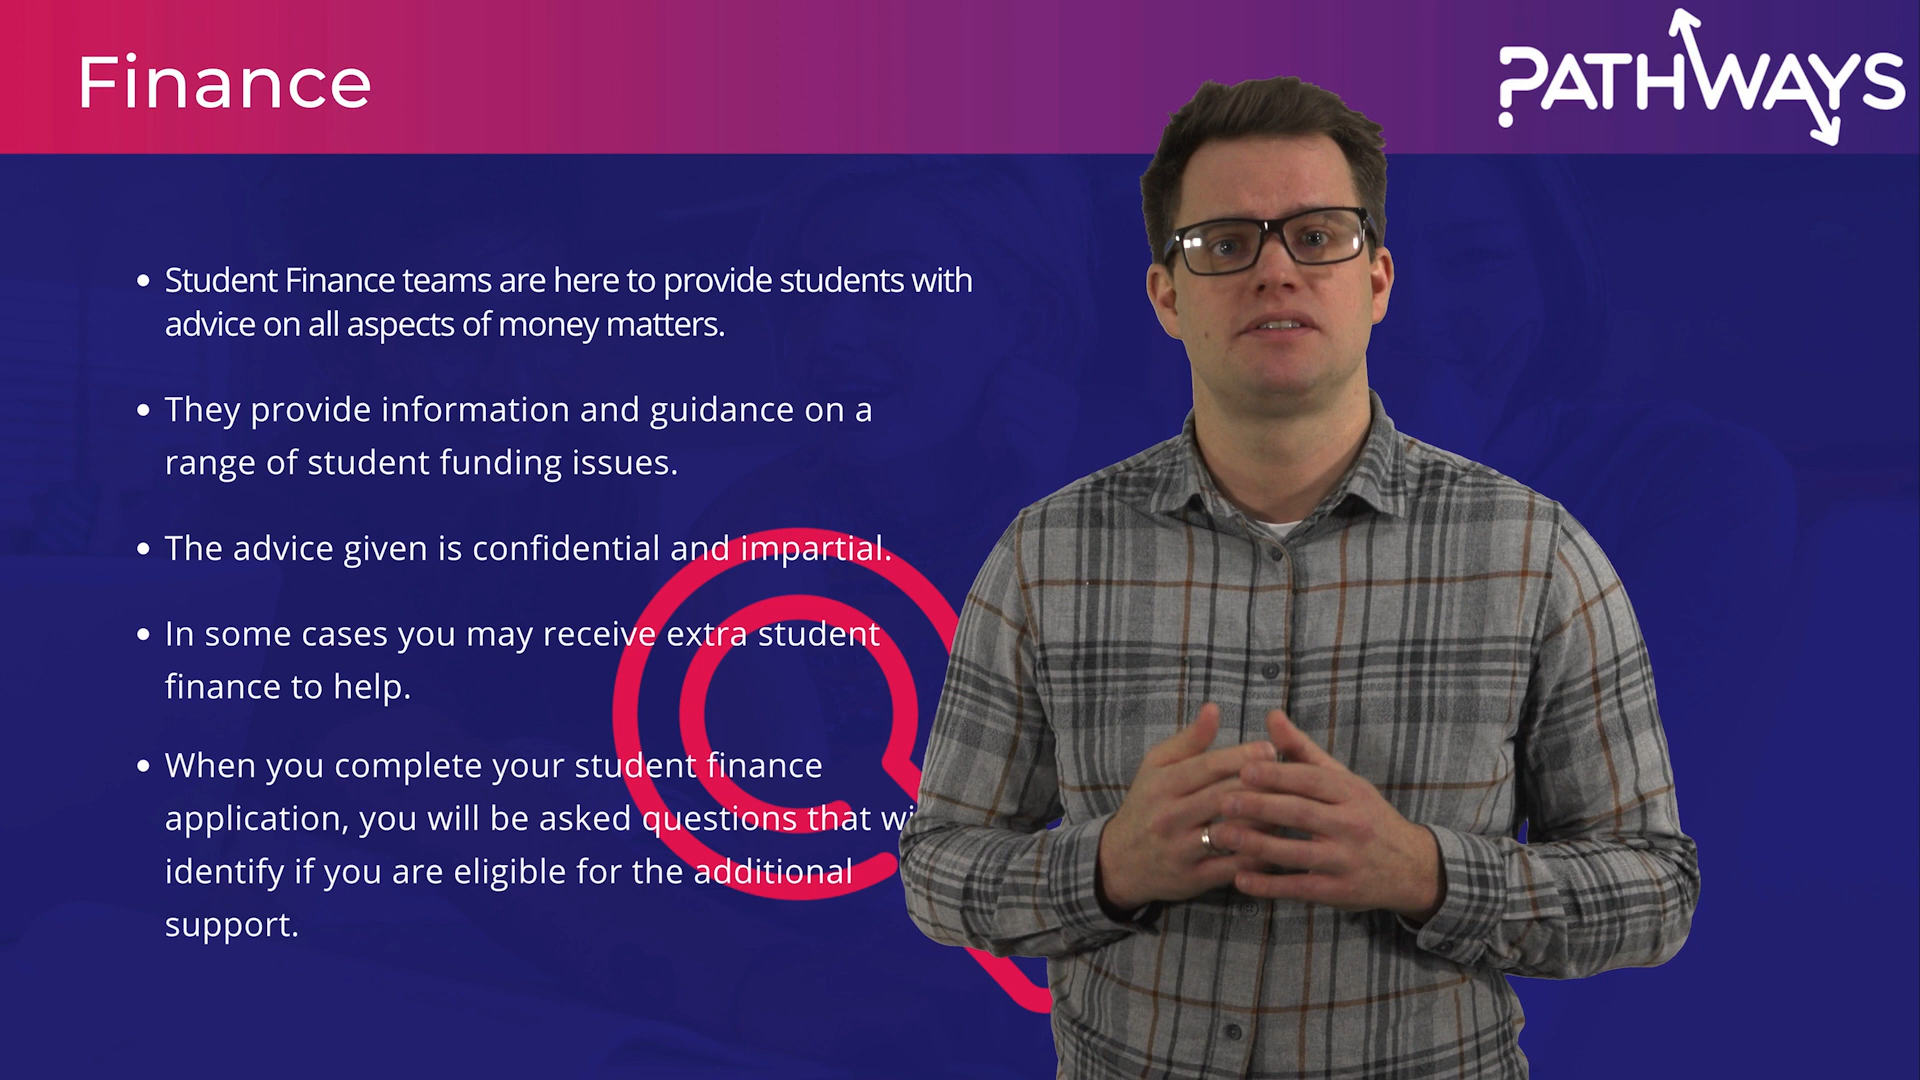 Finance
PATHWAYS
• Student Finance teams are here to provide students with
advice on all aspects of money matters.
• They provide information and guidance on a
range of student funding issues.
• The advice given is confidential and impartial.
• In some cases you may receive extra student
finance to help.
• When you complete your student finance
application, you will be asked questions that
identify if you are eligible for the additional
support.